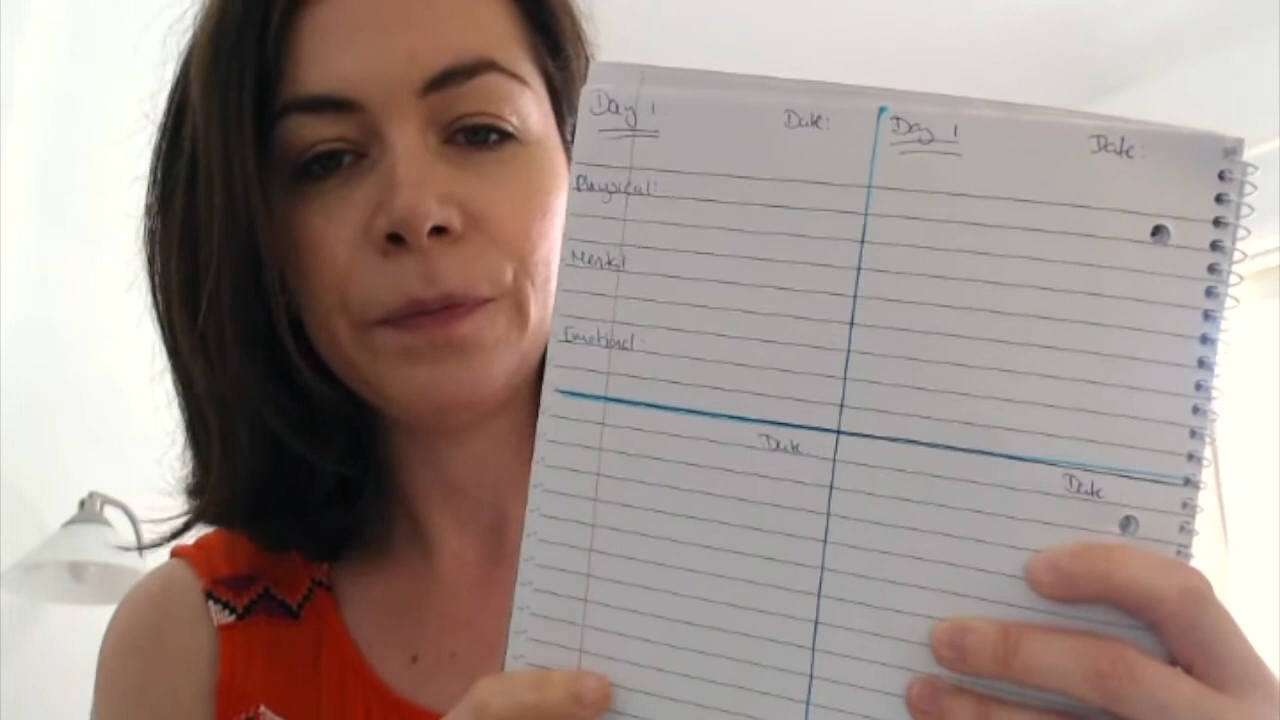 Day 1. Date: Day 1 Date:
Physical:
Mental
Emotional:
Date
Date